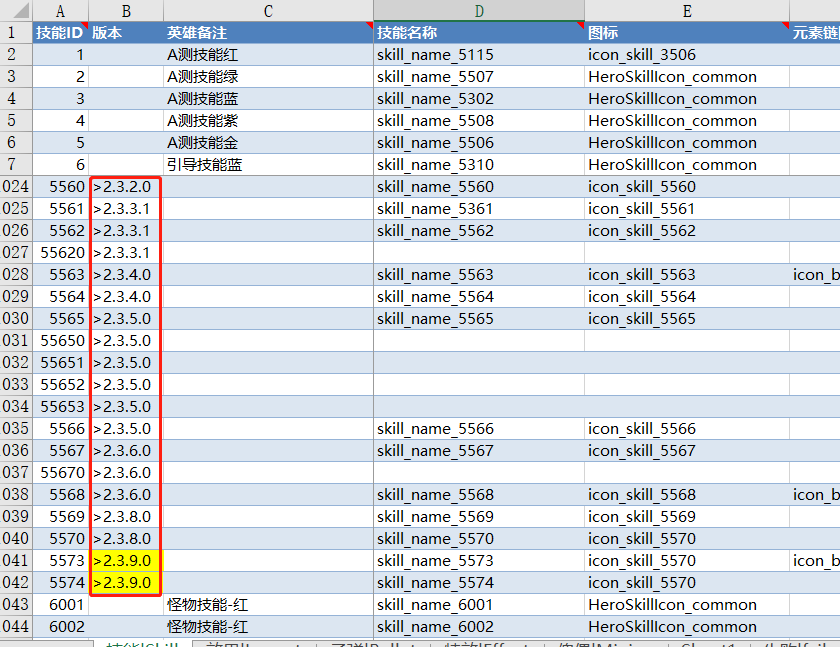 A B C D E
1 技能ID 版本 英雄备注 技能名称 图标
2 1 A测技能红 skill_name_5115 icon_skill_3506
3 2 A测技能绿 skill_name_5507 HeroSkillIcon_common
4 3 A测技能蓝 skill_name_5302 HeroSkillIcon_common
5 4 A测技能紫 skill_name_5508 HeroSkillIcon_common
6 5 A测技能金 skill_name_5506 HeroSkillIcon_common
7 6 引导技能蓝 skill_name_5310 HeroSkillIcon_common
024 5560 >2.3.2.0 skill_name_5560 icon_skill_5560
025 5561 >2.3.3.1 skill_name_5361 icon_skill_5561
026 5562 >2.3.3.1 skill_name_5562 icon_skill_5562
027 55620 >2.3.3.1
028 5563 >2.3.4.0 skill_name_5563 icon_skill_5563 icon_b
029 5564 >2.3.4.0 skill_name_5564 icon_skill_5564
030 5565 >2.3.5.0 skill_name_5565 icon_skill_5565
031 55650 >2.3.5.0
032 55651 >2.3.5.0
033 55652 >2.3.5.0
034 55653 >2.3.5.0
035 5566 >2.3.5.0 skill_name_5566 icon_skill_5566
036 5567 >2.3.6.0 skill_name_5567 icon_skill_5567
037 55670 >2.3.6.0
038 5568 >2.3.6.0 skill_name_5568 icon_skill_5568 icon_b
039 5569 >2.3.8.0 skill_name_5569 icon_skill_5569
040 5570 >2.3.8.0 skill_name_5570 icon_skill_5570
041 5573 >2.3.9.0 skill_name_5573 icon_skill_5570 icon_b
042 5574 >2.3.9.0 skill_name_5574 icon_skill_5570
043 6001 怪物技能-红 skill_name_6001 HeroSkillIcon_common
044 6002 怪物技能-红 skill_name_6002 HeroSkillIcon_common